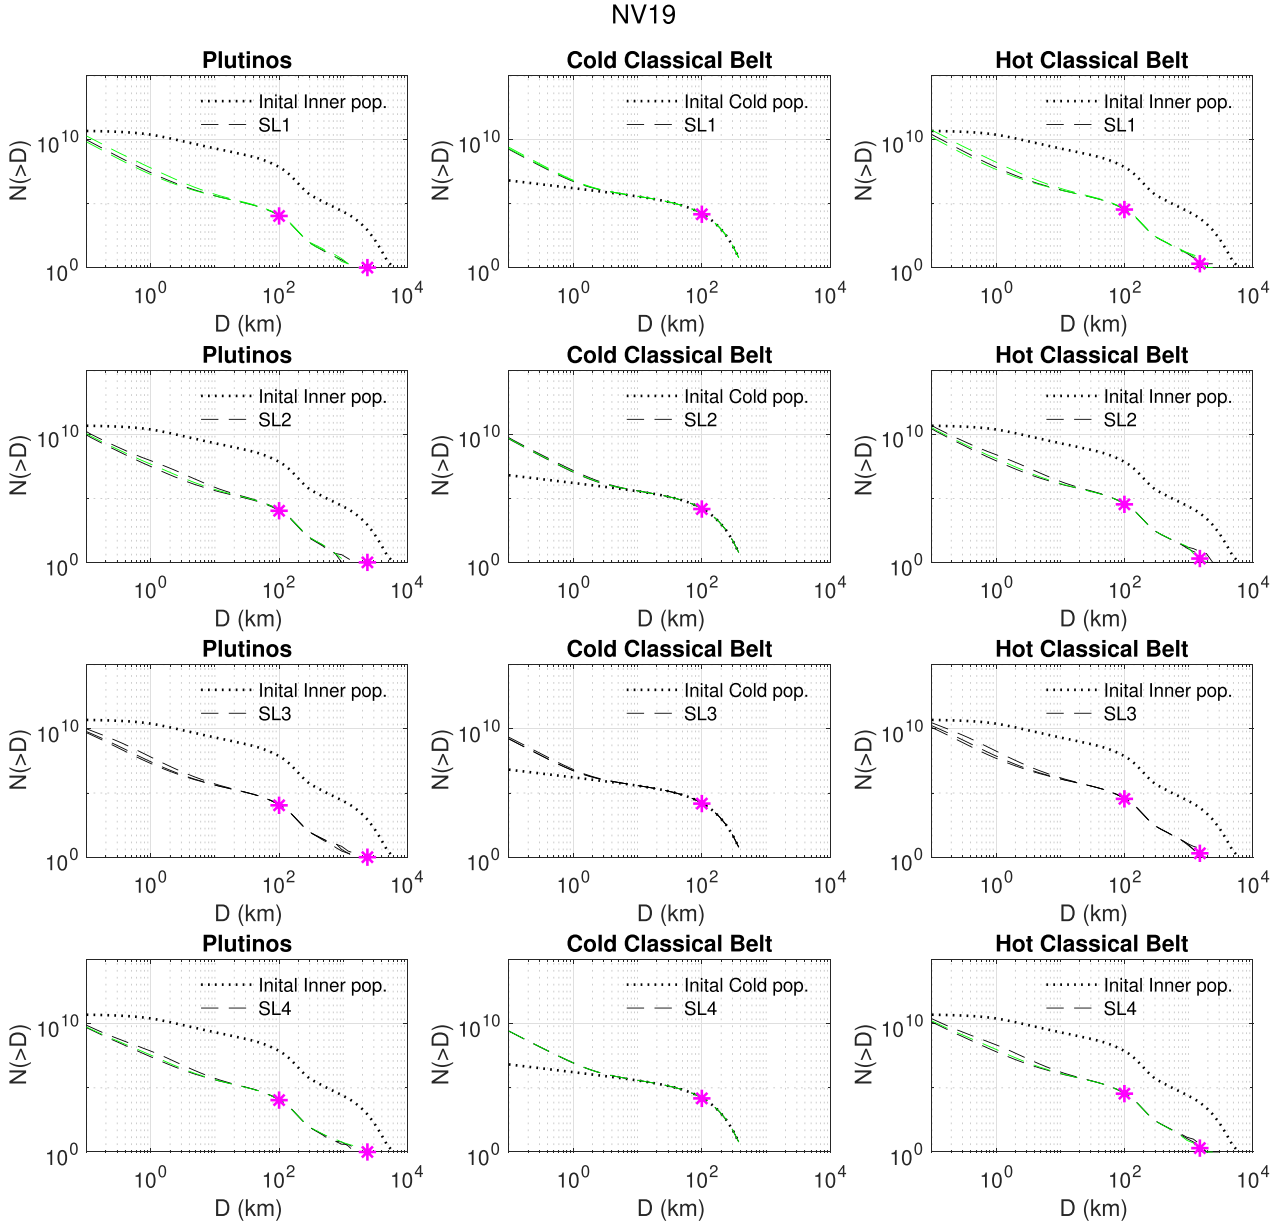 NV19
Plutinos
Cold Classical Belt
Hot Classical Belt
Inital Inner pop.
SL1
Inital Cold pop.
SL1
Inital Inner pop.
SL1
N(>D)
10^10
10^0
10^0
10^2
10^4
D (km)
N(>D)
10^10
10^0
10^0
10^2
10^4
D (km)
N(>D)
10^10
10^0
10^0
10^2
10^4
D (km)
Plutinos
Cold Classical Belt
Hot Classical Belt
Inital Inner pop.
SL2
Inital Cold pop.
SL2
Inital Inner pop.
SL2
N(>D)
10^10
10^0
10^0
10^2
10^4
D (km)
N(>D)
10^10
10^0
10^0
10^2
10^4
D (km)
N(>D)
10^10
10^0
10^0
10^2
10^4
D (km)
Plutinos
Cold Classical Belt
Hot Classical Belt
Inital Inner pop.
SL3
Inital Cold pop.
SL3
Inital Inner pop.
SL3
N(>D)
10^10
10^0
10^0
10^2
10^4
D (km)
N(>D)
10^10
10^0
10^0
10^2
10^4
D (km)
N(>D)
10^10
10^0
10^0
10^2
10^4
D (km)
Plutinos
Cold Classical Belt
Hot Classical Belt
Inital Inner pop.
SL4
Inital Cold pop.
SL4
Inital Inner pop.
SL4
N(>D)
10^10
10^0
10^0
10^2
10^4
D (km)
N(>D)
10^10
10^0
10^0
10^2
10^4
D (km)
N(>D)
10^10
10^0
10^0
10^2
10^4
D (km)